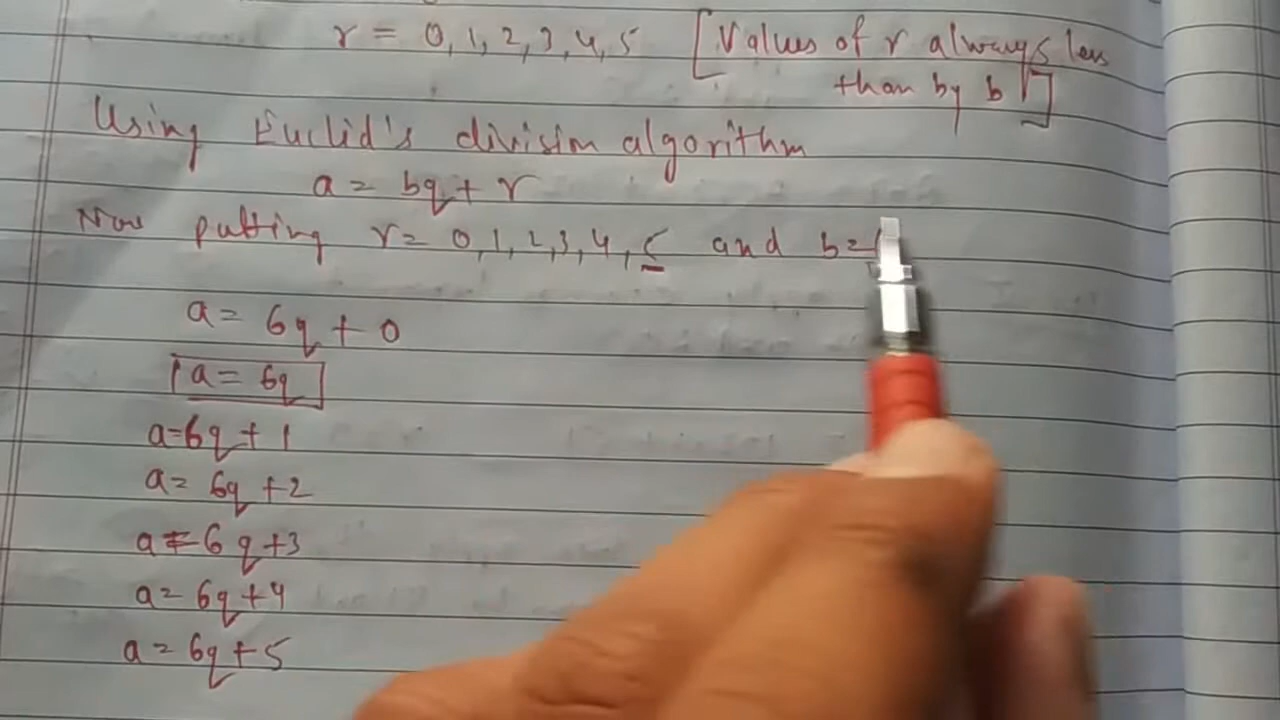 r = 0, 1, 2, 3, 4, 5 [Values of r always less
than by b]
Using Euclid's division algorithm
a = bq + r
Now putting r = 0, 1, 2, 3, 4, 5 and b =
a = 6q + 0
a = 6q
a = 6q + 1
a = 6q + 2
a = 6q + 3
a = 6q + 4
a = 6q + 5